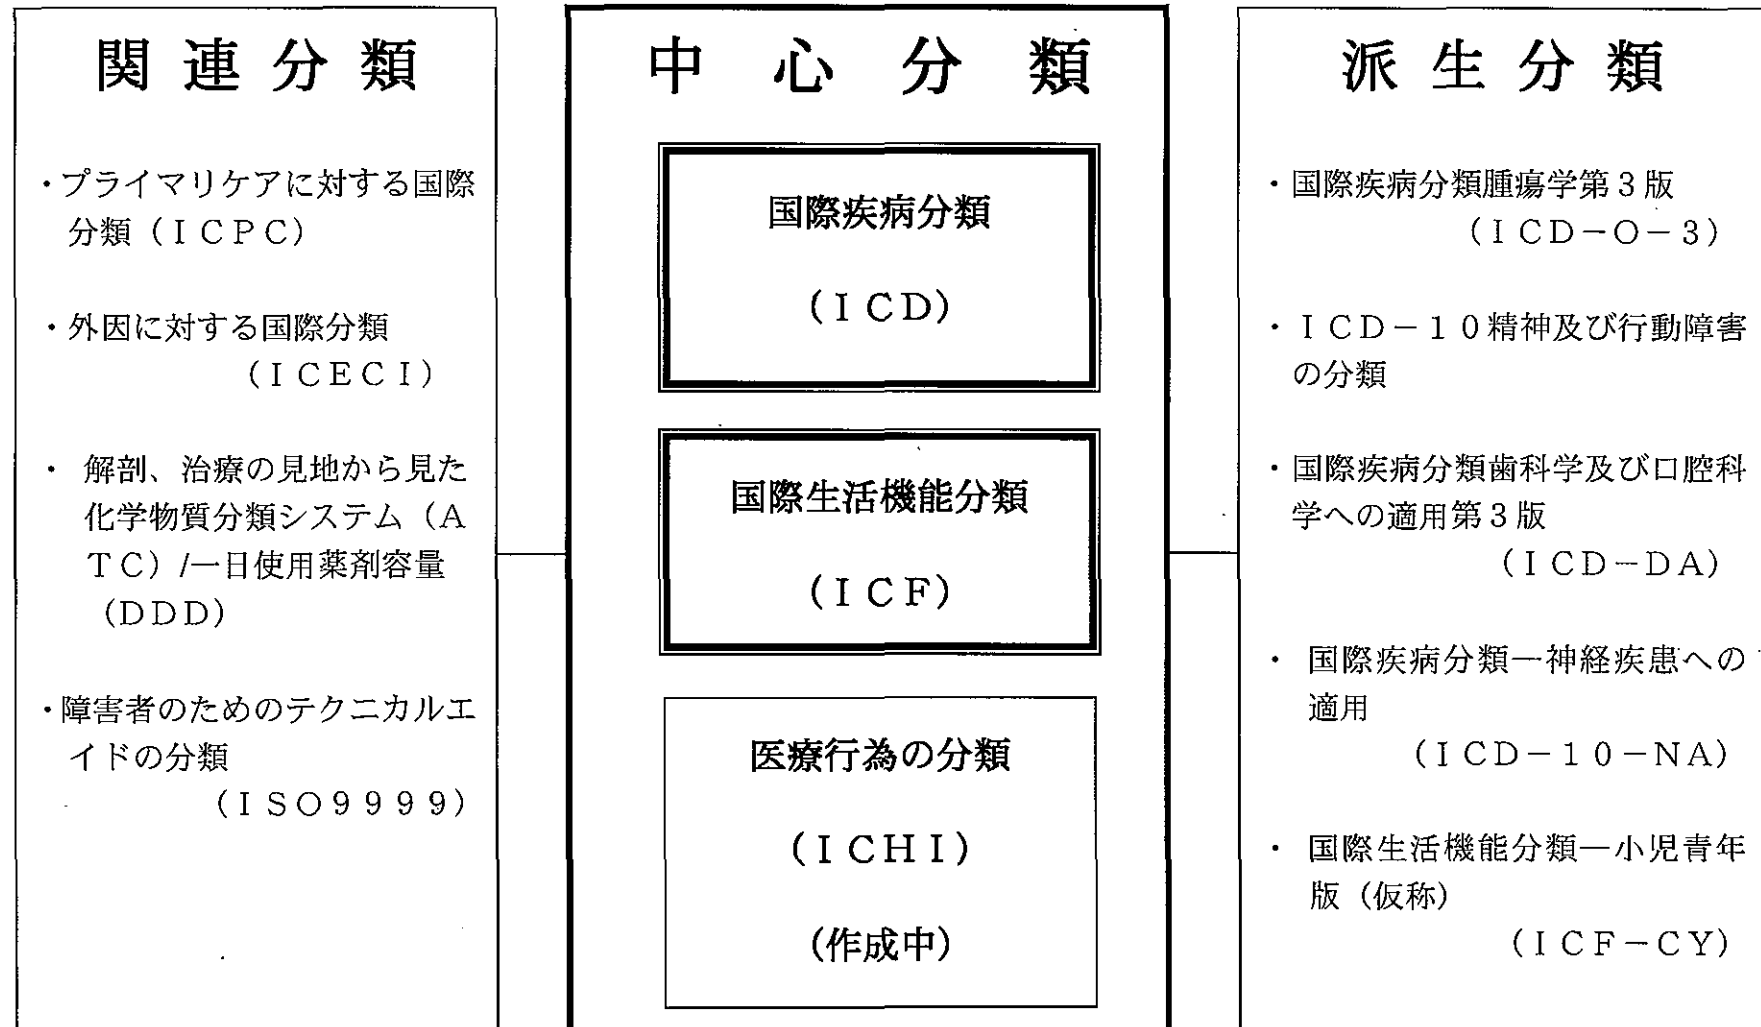 関連分類
・プライマリケアに対する国際
分類（ＩＣＰＣ）
・外因に対する国際分類
（ＩＣＥＣＩ）
・ 解剖、治療の見地から見た
化学物質分類システム（Ａ
ＴＣ）/一日使用薬剤容量
（ＤＤＤ）
・障害者のためのテクニカルエ
イドの分類
（ＩＳＯ９９９９）
中心分類
国際疾病分類
（ＩＣＤ）
国際生活機能分類
（ＩＣＦ）
医療行為の分類
（ＩＣＨＩ）
（作成中）
派生分類
・国際疾病分類腫瘍学第３版
（ＩＣＤ－Ｏ－３）
・ＩＣＤ－１０精神及び行動障害
の分類
・国際疾病分類歯科学及び口腔科
学への適用第３版
（ＩＣＤ－ＤＡ）
・ 国際疾病分類―神経疾患への
適用
（ＩＣＤ－１０－ＮＡ）
・ 国際生活機能分類―小児青年
版（仮称）
（ＩＣＦ－ＣＹ）